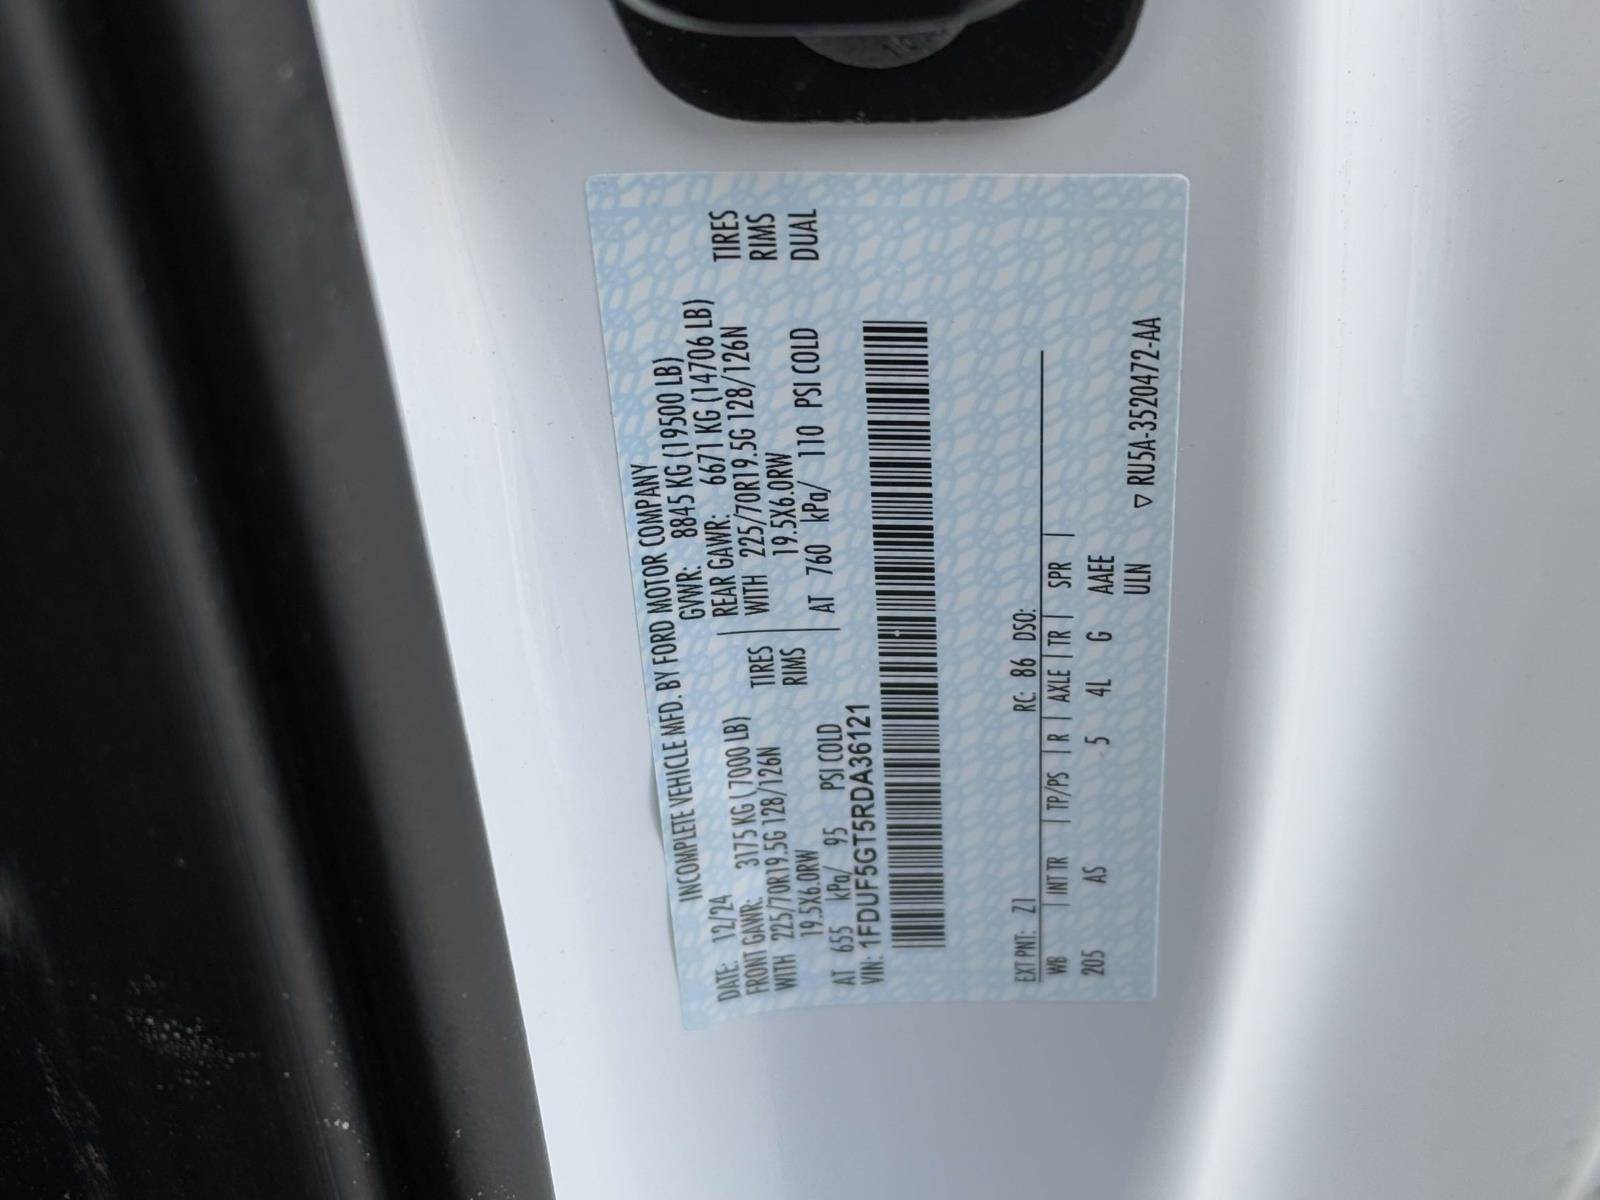 INCOMPLETE VEHICLE MFD. BY FORD MOTOR COMPANY
DATE: 12/24 GVWR: 8845 KG (19500 LB)
FRONT GAWR: 3175 KG ( 7000 LB) REAR GAWR: 6671 KG (14706 LB)
WITH 225/70R19.5G 128/126N TIRES WITH 225/70R19.5G 128/126N TIRES
19.5X6.0RW RIMS 19.5X6.0RW RIMS
AT 655 kPa/ 95 PSI COLD AT 760 kPa/ 110 PSI COLD DUAL
VIN: 1FDUF5GT5RDA36121
EXT PNT: Z1 RC: 86 DSO:
WB | INT TR | TP/PS | R | AXLE | TR | SPR |
205 AS 5 4L G AAEE
ULN
▽ RU5A-3520472-AA